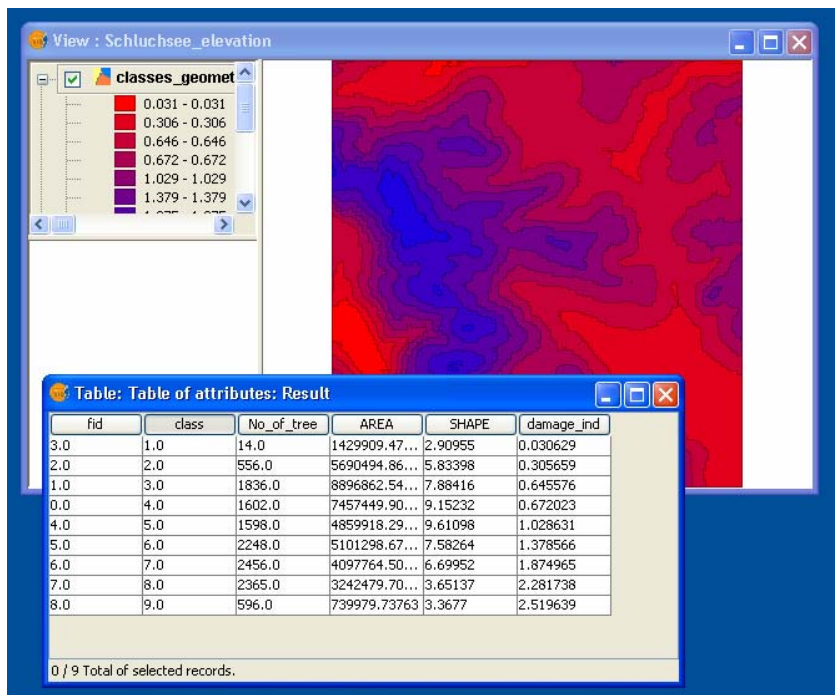 View : Schluchsee_elevation
classes_geomet
0.031 - 0.031
0.306 - 0.306
0.646 - 0.646
0.672 - 0.672
1.029 - 1.029
1.379 - 1.379
Table: Table of attributes: Result
fid class No_of_tree AREA SHAPE damage_ind
3.0 1.0 14.0 1429909.47... 2.90955 0.030629
2.0 2.0 556.0 5690494.86... 5.83398 0.305659
1.0 3.0 1836.0 8896862.54... 7.88416 0.645576
0.0 4.0 1602.0 7457449.90... 9.15232 0.672023
4.0 5.0 1598.0 4859918.29... 9.61098 1.028631
5.0 6.0 2248.0 5101298.67... 7.58264 1.378566
6.0 7.0 2456.0 4097764.50... 6.69952 1.874965
7.0 8.0 2365.0 3242479.70... 3.65137 2.281738
8.0 9.0 596.0 739979.73763 3.3677 2.519639
0 / 9 Total of selected records.